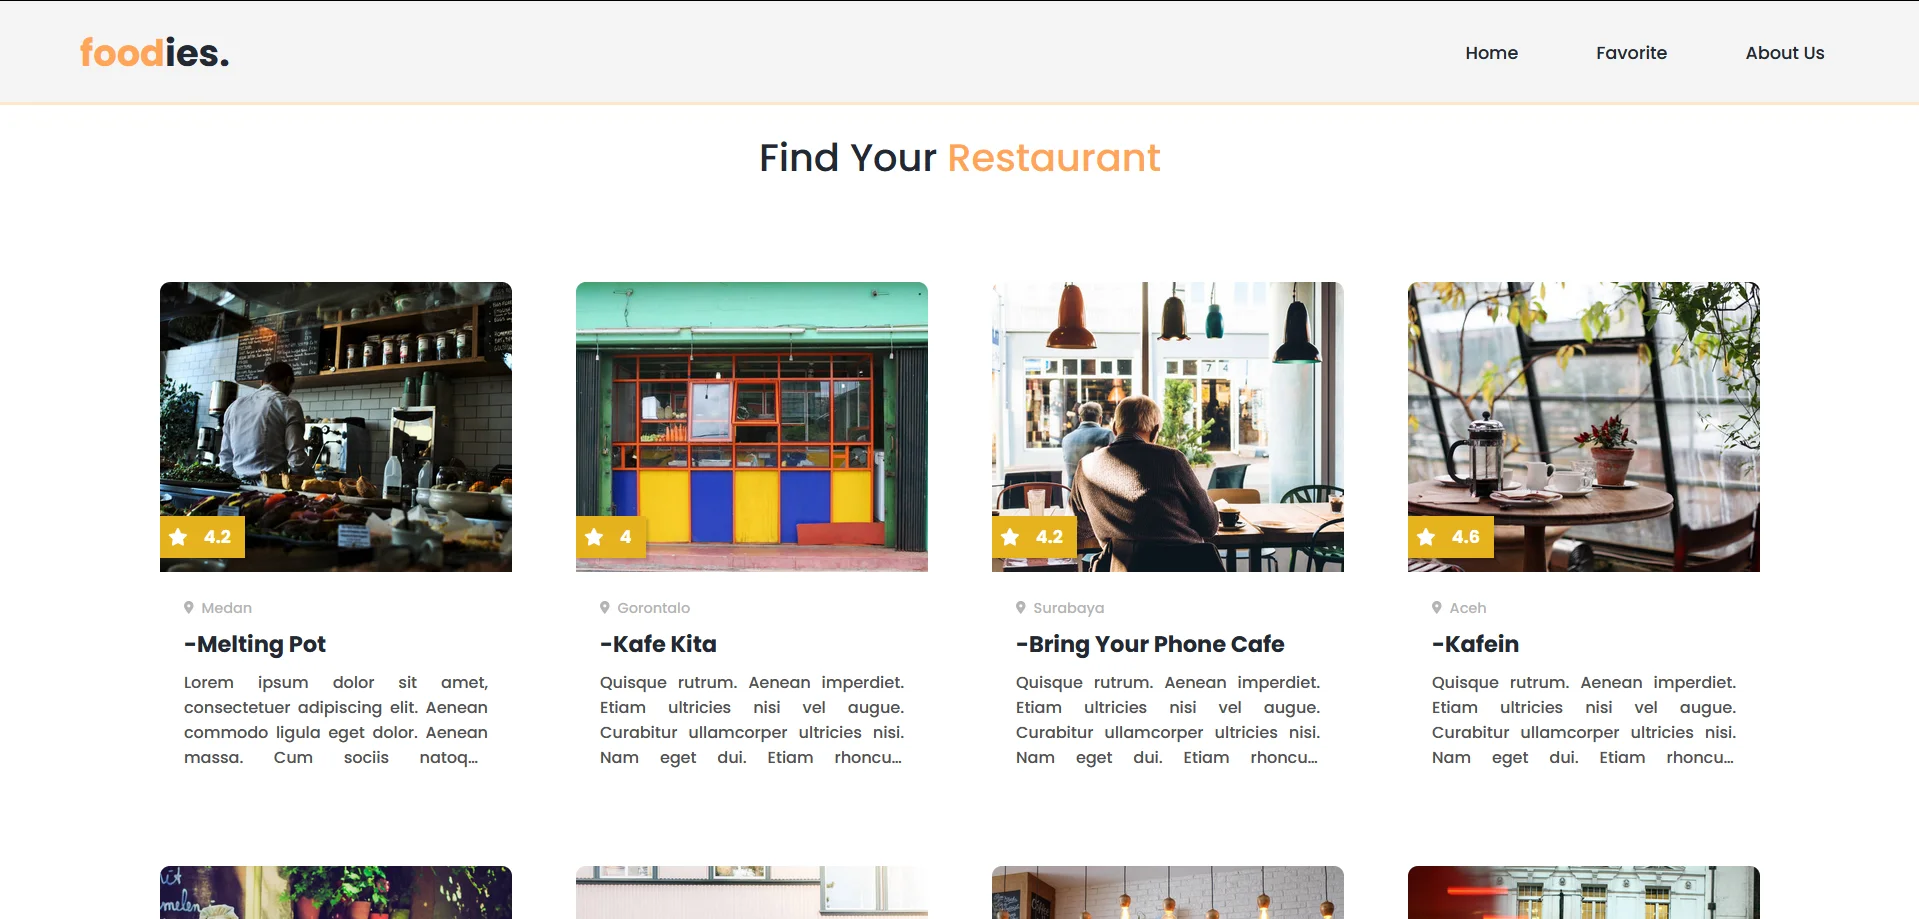 foodies.
Home Favorite About Us
Find Your Restaurant
4.2
4
4.2
4.6
Medan
-Melting Pot
Lorem ipsum dolor sit amet,
consectetuer adipiscing elit. Aenean
commodo ligula eget dolor. Aenean
massa. Cum sociis natoq...
Gorontalo
-Kafe Kita
Quisque rutrum. Aenean imperdiet.
Etiam ultricies nisi vel augue.
Curabitur ullamcorper ultricies nisi.
Nam eget dui. Etiam rhoncu...
Surabaya
-Bring Your Phone Cafe
Quisque rutrum. Aenean imperdiet.
Etiam ultricies nisi vel augue.
Curabitur ullamcorper ultricies nisi.
Nam eget dui. Etiam rhoncu...
Aceh
-Kafein
Quisque rutrum. Aenean imperdiet.
Etiam ultricies nisi vel augue.
Curabitur ullamcorper ultricies nisi.
Nam eget dui. Etiam rhoncu...